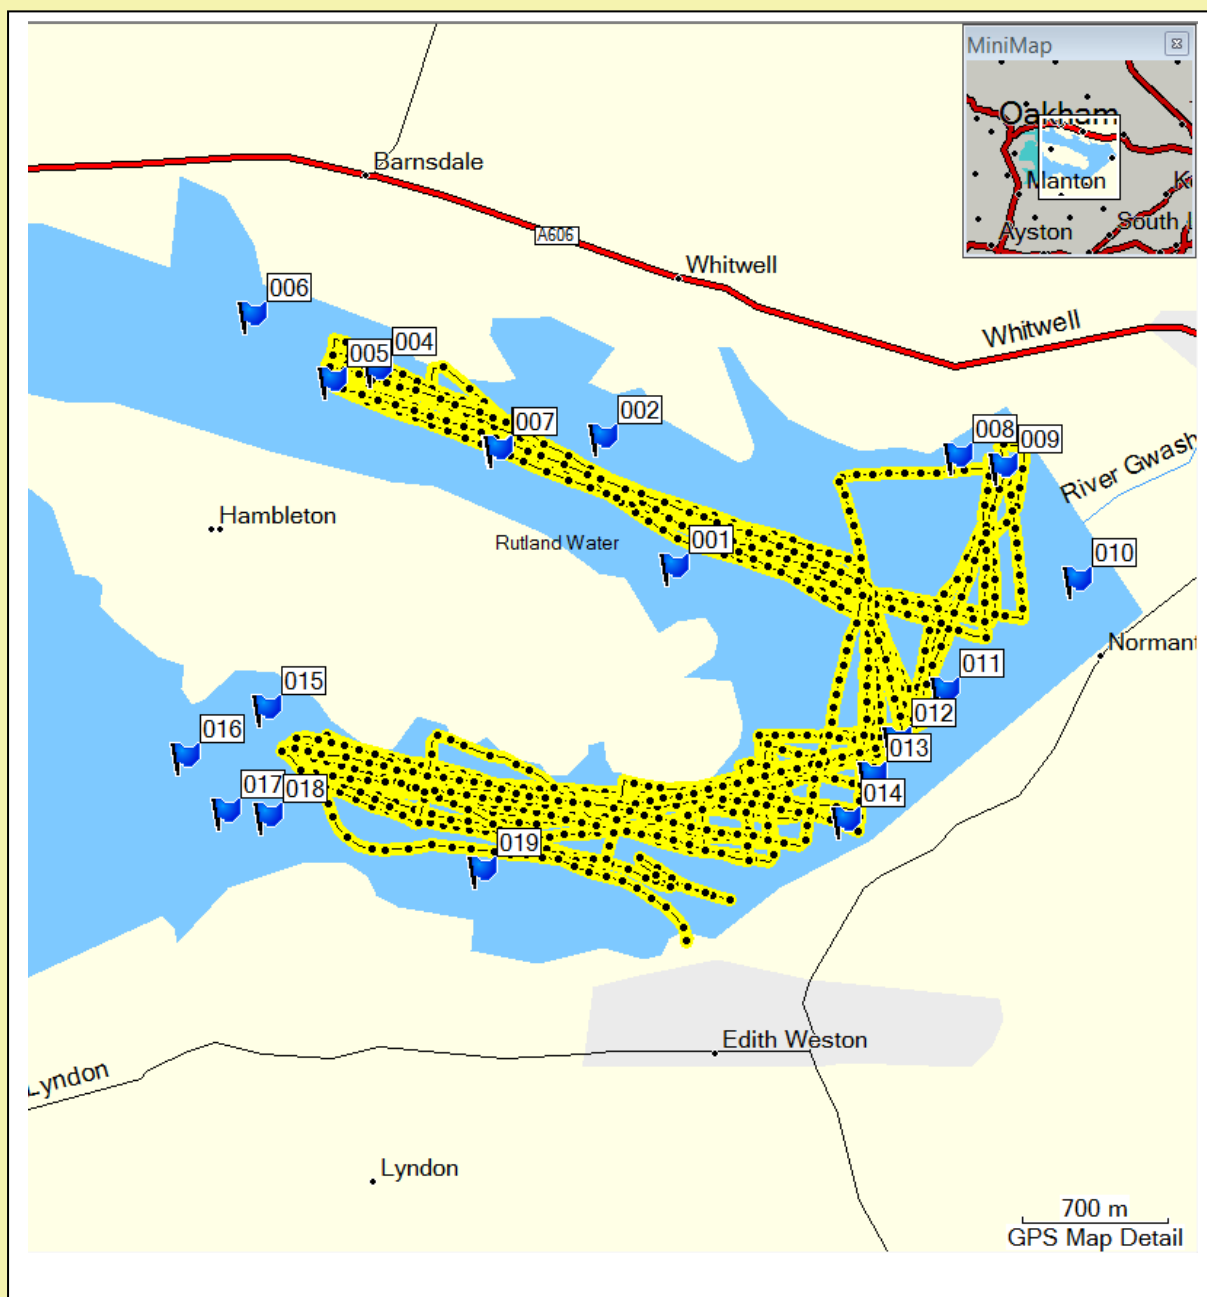 MiniMap
Oakham
Manton
Ayston
South L
Barnsdale
A606
Whitwell
Whitwell
006
004
005
007
002
008
009
River Gwash
Hambleton
Rutland Water
001
010
Normant
011
015
012
016
013
017
018
014
019
Edith Weston
Lyndon
Lyndon
700 m
GPS Map Detail